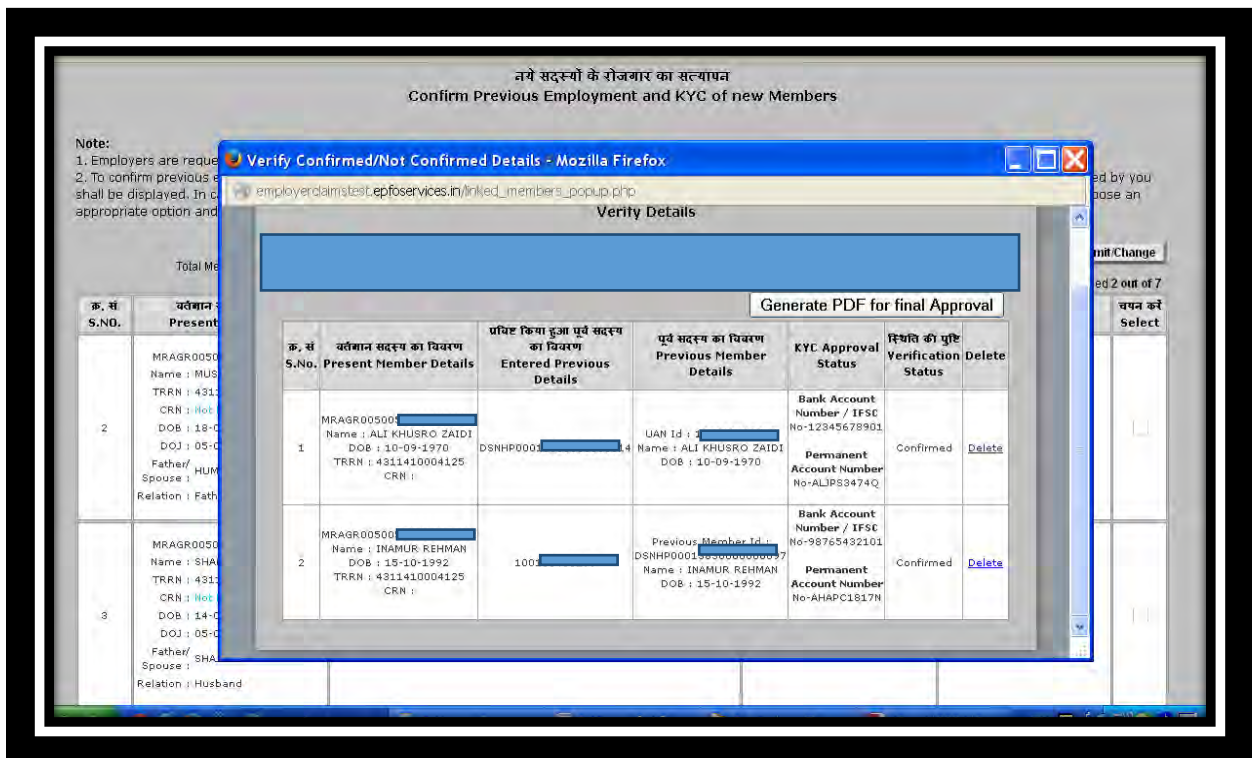 नये सदस्यों के रोजगार का सत्यापन
Confirm Previous Employment and KYC of new Members
Note:
1. Employers are reque
2. To confirm previous e
ed by you
shall be displayed. In c
oose an
appropriate option and
Verify Confirmed/Not Confirmed Details - Mozilla Firefox
employerclaimstest.epfoservices.in/linked_members_popup.php
Verify Details
Total Me
mit/Change
ed 2 out of 7
Generate PDF for final Approval
क्र. सं
S.No.
वर्तमान सदस्य का विवरण
Present Member Details
प्रविष्ट किया हुआ पूर्व सदस्य
का विवरण
Entered Previous
Details
पूर्व सदस्य का विवरण
Previous Member
Details
KYC Approval
Status
स्थिति की पुष्टि
Verification
Status
Delete
1
MRAGR00500
Name : ALI KHUSRO ZAIDI
DOB : 10-09-1970
TRRN : 4311410004125
CRN :
DSNHP0001 14
UAN Id : 1
Name : ALI KHUSRO ZAIDI
DOB : 10-09-1970
Bank Account
Number / IFSC
No-12345678901
Permanent
Account Number
No-ALJPS3474Q
Confirmed
Delete
2
MRAGR00500
Name : INAMUR REHMAN
DOB : 15-10-1992
TRRN : 4311410004125
CRN :
1001
Previous Member Id :
DSNHP0001
Name : INAMUR REHMAN
DOB : 15-10-1992
Bank Account
Number / IFSC
No-98765432101
Permanent
Account Number
No-AHAPC1817N
Confirmed
Delete
क्र. सं
S.NO.
वर्तमान
Present
चयन करें
Select
2
MRAGR0050
Name : MUS
TRRN : 431
CRN : Not
DOB : 18-0
DOJ : 05-0
Father/
Spouse : HUM
Relation : Fath
3
MRAGR0050
Name : SHA
TRRN : 431
CRN : Not
DOB : 14-0
DOJ : 05-0
Father/
Spouse : SHA
Relation : Husband